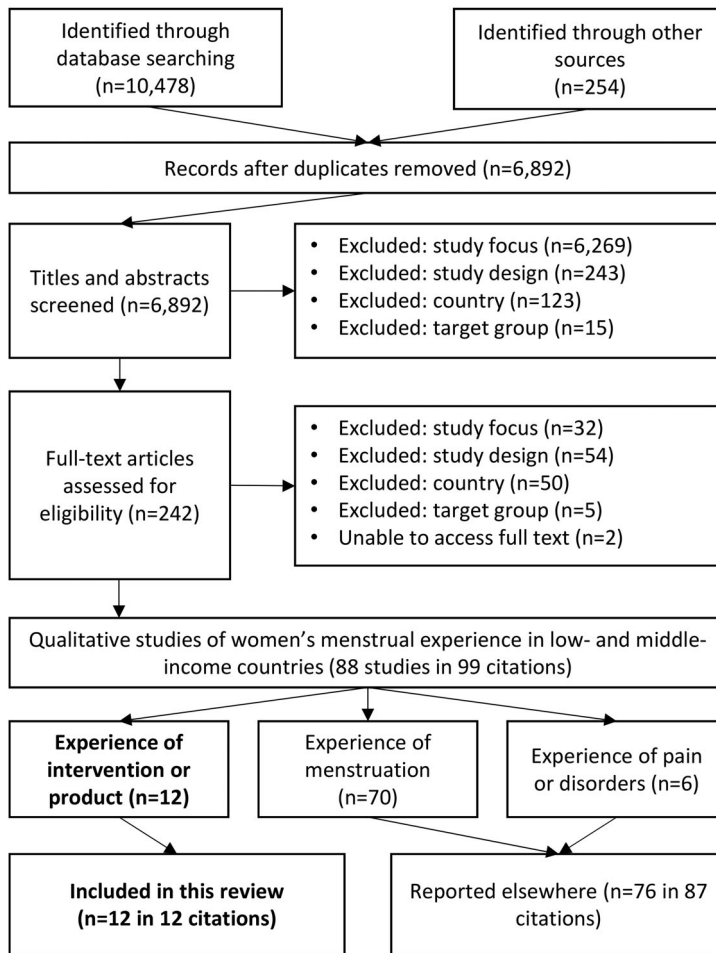 Identified through
database searching
(n=10,478)
Identified through other
sources
(n=254)
Records after duplicates removed (n=6,892)
Titles and abstracts
screened (n=6,892)
• Excluded: study focus (n=6,269)
• Excluded: study design (n=243)
• Excluded: country (n=123)
• Excluded: target group (n=15)
Full-text articles
assessed for
eligibility (n=242)
• Excluded: study focus (n=32)
• Excluded: study design (n=54)
• Excluded: country (n=50)
• Excluded: target group (n=5)
• Unable to access full text (n=2)
Qualitative studies of women’s menstrual experience in low- and middle-
income countries (88 studies in 99 citations)
Experience of
intervention or
product (n=12)
Experience of
menstruation
(n=70)
Experience of pain
or disorders (n=6)
Included in this review
(n=12 in 12 citations)
Reported elsewhere (n=76 in 87
citations)